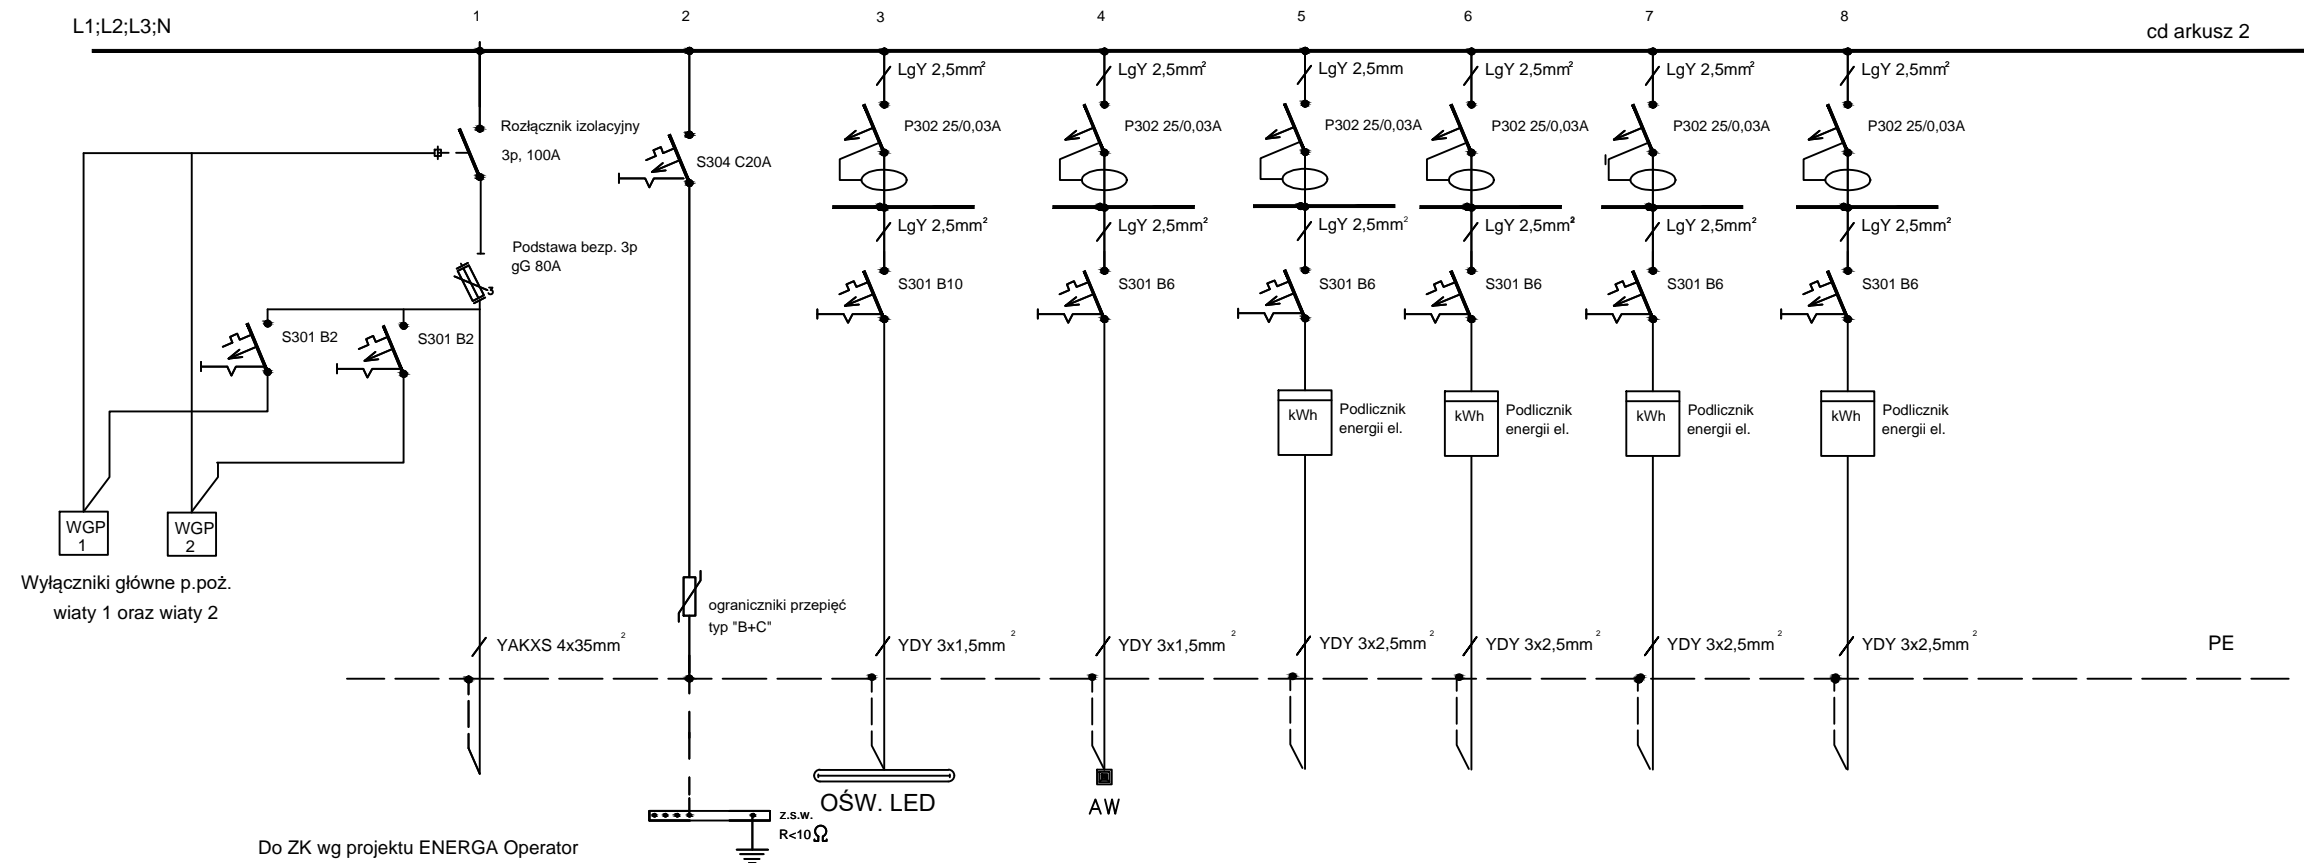 1 2 3 4 5 6 7 8
L1;L2;L3;N
cd arkusz 2
LgY 2,5mm² LgY 2,5mm² LgY 2,5mm LgY 2,5mm² LgY 2,5mm² LgY 2,5mm²
Rozłącznik izolacyjny
3p, 100A
S304 C20A
P302 25/0,03A P302 25/0,03A P302 25/0,03A P302 25/0,03A P302 25/0,03A P302 25/0,03A
LgY 2,5mm² LgY 2,5mm² LgY 2,5mm² LgY 2,5mm² LgY 2,5mm² LgY 2,5mm²
Podstawa bezp. 3p
gG 80A
3
S301 B10 S301 B6 S301 B6 S301 B6 S301 B6 S301 B6
S301 B2 S301 B2
kWh
Podlicznik
energii el.
kWh
Podlicznik
energii el.
kWh
Podlicznik
energii el.
kWh
Podlicznik
energii el.
WGP
1
WGP
2
Wyłączniki główne p.poż.
wiaty 1 oraz wiaty 2
ograniczniki przepięć
typ "B+C"
YAKXS 4x35mm² YDY 3x1,5mm² YDY 3x1,5mm² YDY 3x2,5mm² YDY 3x2,5mm² YDY 3x2,5mm² YDY 3x2,5mm²
PE
OŚW. LED
AW
z.s.w.
R<10Ω
Do ZK wg projektu ENERGA Operator